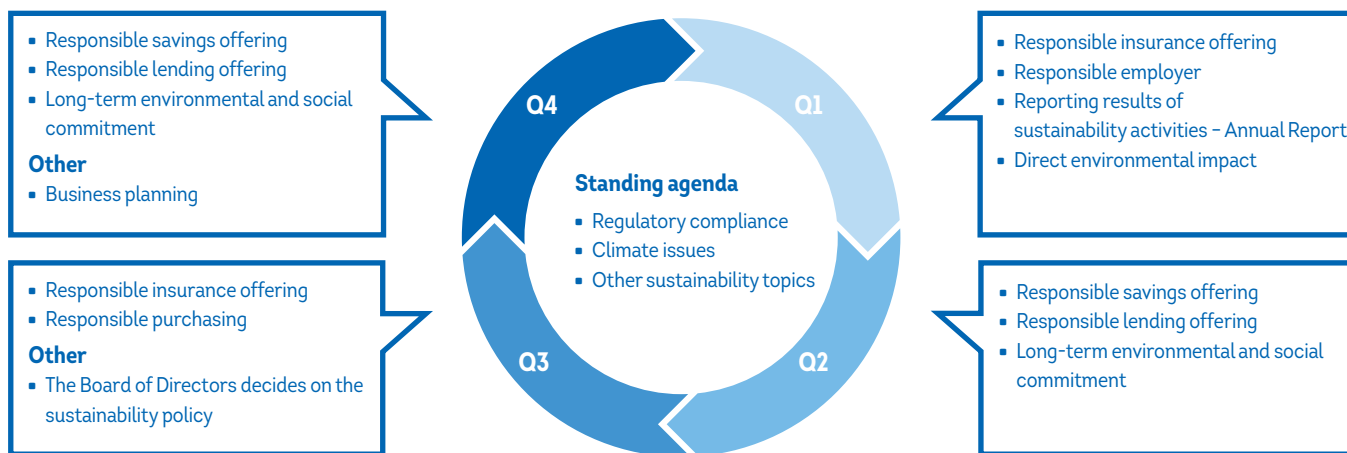 ▪ Responsible savings offering
▪ Responsible lending offering
▪ Long-term environmental and social
commitment
Other
▪ Business planning
Q4
Q1
▪ Responsible insurance offering
▪ Responsible employer
▪ Reporting results of
sustainability activities – Annual Report
▪ Direct environmental impact
Standing agenda
▪ Regulatory compliance
▪ Climate issues
▪ Other sustainability topics
▪ Responsible insurance offering
▪ Responsible purchasing
Other
▪ The Board of Directors decides on the
sustainability policy
Q3
Q2
▪ Responsible savings offering
▪ Responsible lending offering
▪ Long-term environmental and social
commitment